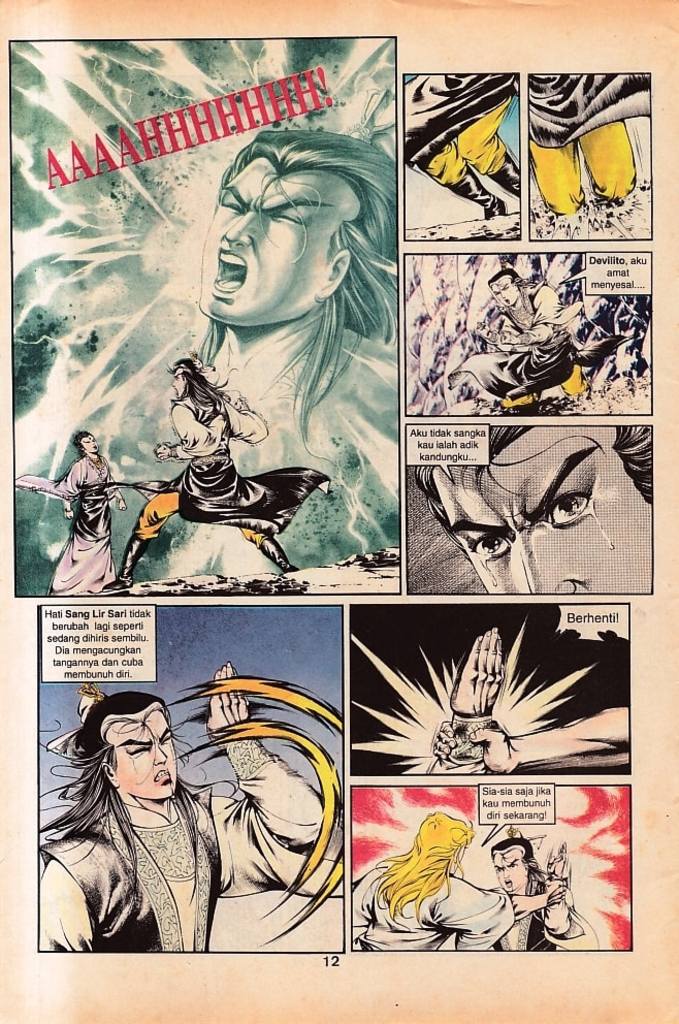 AAAAHHHHHHH!
Devilito, aku
amat
menyesal....
Aku tidak sangka
kau ialah adik
kandungku...
Hati Sang Lir Sari tidak
berubah lagi seperti
sedang dihiris sembilu.
Dia mengacungkan
tangannya dan cuba
membunuh diri.
Berhenti!
Sia-sia saja jika
kau membunuh
diri sekarang!
12